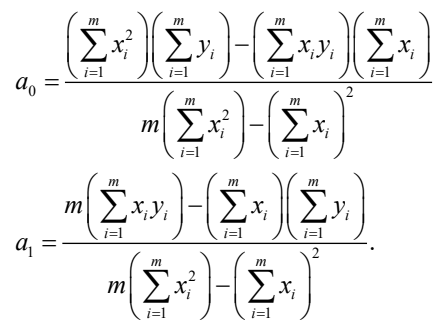 a_0 = \frac{\left(\sum_{i=1}^{m} x_i^2\right)\left(\sum_{i=1}^{m} y_i\right) - \left(\sum_{i=1}^{m} x_i y_i\right)\left(\sum_{i=1}^{m} x_i\right)}{m\left(\sum_{i=1}^{m} x_i^2\right) - \left(\sum_{i=1}^{m} x_i\right)^2}
a_1 = \frac{m\left(\sum_{i=1}^{m} x_i y_i\right) - \left(\sum_{i=1}^{m} x_i\right)\left(\sum_{i=1}^{m} y_i\right)}{m\left(\sum_{i=1}^{m} x_i^2\right) - \left(\sum_{i=1}^{m} x_i\right)^2}.